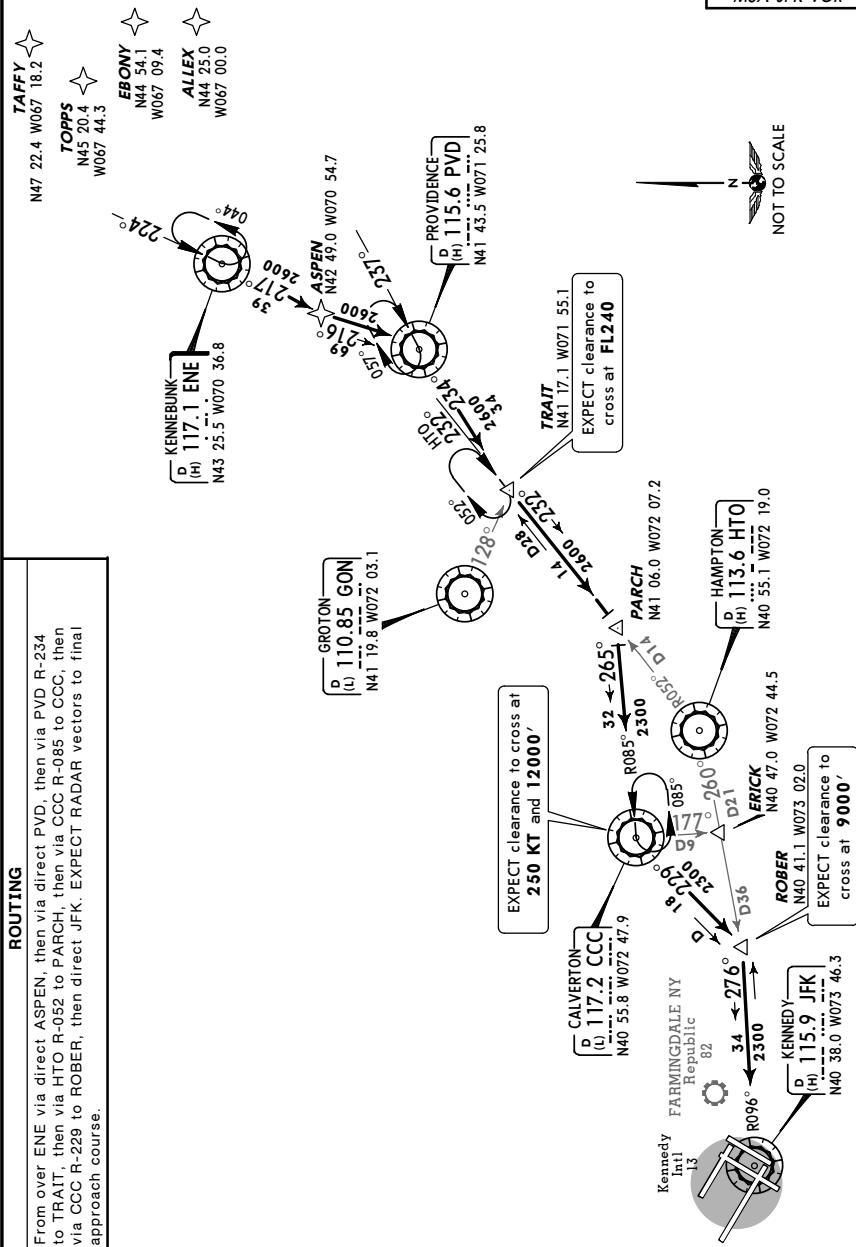 MSA JFK VOR
ROUTING
From over ENE via direct ASPEN, then via direct PVD, then via PVD R-234
to TRAIT, then via HTO R-052 to PARCH, then via CCC R-085 to CCC, then
via CCC R-229 to ROBER, then direct JFK. EXPECT RADAR vectors to final
approach course.
TAFFY
N47 22.4 W067 18.2
TOPPS
N45 20.4
W067 44.3
EBONY
N44 54.1
W067 09.4
ALLEX
N44 25.0
W067 00.0
224°
044°
KENNEBUNK
D
(H) 117.1 ENE
N43 25.5 W070 36.8
39
217°
2600
ASPEN
N42 49.0 W070 54.7
69
216°
2600
237°
057°
PROVIDENCE
D
(H) 115.6 PVD
N41 43.5 W071 25.8
234°
2600
34
HTO
232°
052°
TRAIT
N41 17.1 W071 55.1
EXPECT clearance to
cross at FL240
GROTON
D
(L) 110.85 GON
N41 19.8 W072 03.1
128°
232°
D28
14
2600
PARCH
N41 06.0 W072 07.2
HAMPTON
D
(H) 113.6 HTO
N40 55.1 W072 19.0
R052°
D14
265°
32
2300
R085°
EXPECT clearance to cross at
250 KT and 12000'
085°
CALVERTON
D
(L) 117.2 CCC
N40 55.8 W072 47.9
177°
D9
260°
D21
ERICK
N40 47.0 W072 44.5
D36
229°
18
2300
D
ROBER
N40 41.1 W073 02.0
EXPECT clearance to
cross at 9000'
276°
34
2300
R096°
FARMINGDALE NY
Republic
82
Kennedy
Intl
13
KENNEDY
D
(H) 115.9 JFK
N40 38.0 W073 46.3
N
NOT TO SCALE